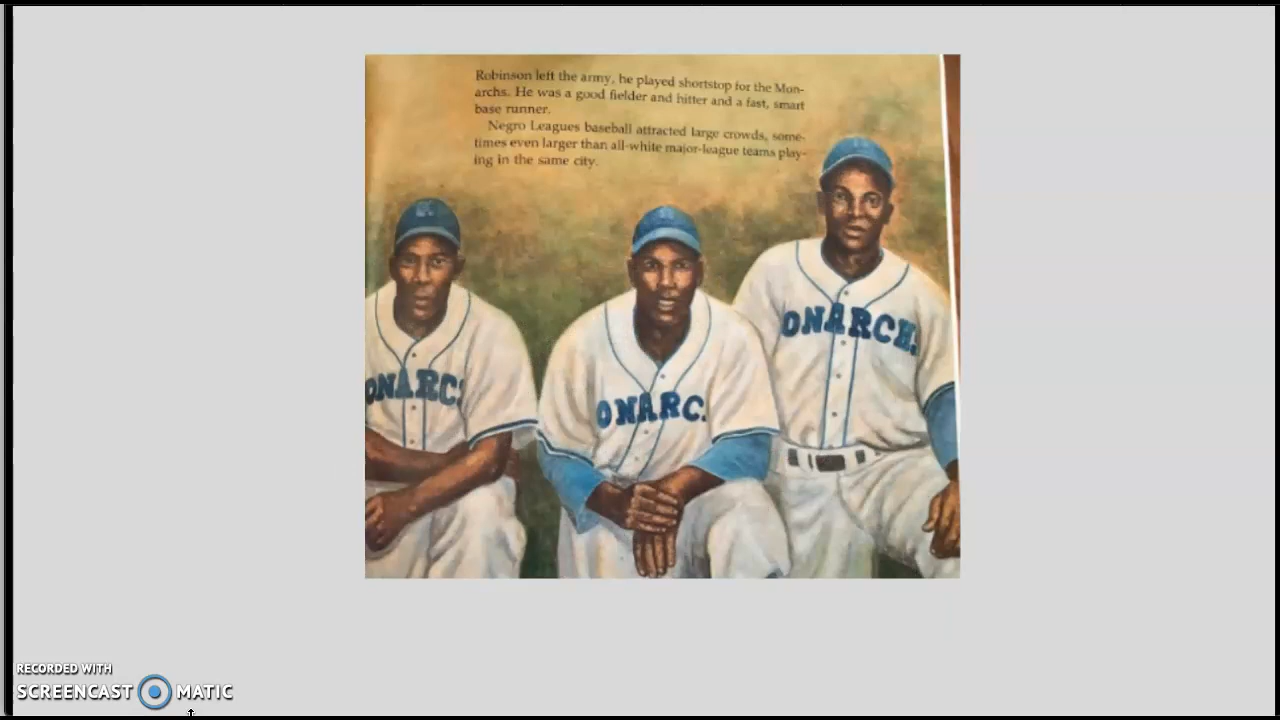 Robinson left the army, he played shortstop for the Mon-
archs. He was a good fielder and hitter and a fast, smart
base runner.
Negro Leagues baseball attracted large crowds, some-
times even larger than all-white major-league teams play-
ing in the same city.
ONARCH
ONARC
ONARC
RECORDED WITH
SCREENCAST MATIC